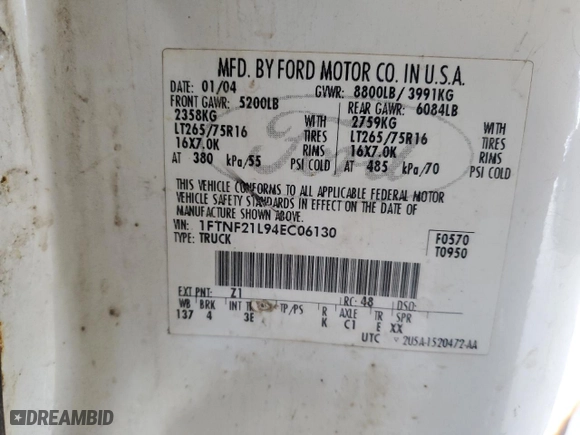 MFD. BY FORD MOTOR CO. IN U.S.A.
DATE: 01/04 GVWR: 8800LB/ 3991KG
FRONT GAWR: 5200LB REAR GAWR: 6084LB
2358KG WITH 2759KG WITH
LT265/75R16 TIRES LT265/75R16 TIRES
16X7.0K RIMS 16X7.0K RIMS
AT 380 kPa/55 PSI COLD AT 485 kPa/70 PSI COLD
THIS VEHICLE CONFORMS TO ALL APPLICABLE FEDERAL MOTOR
VEHICLE SAFETY STANDARDS IN EFFECT ON THE DATE OF
MANUFACTURE SHOWN ABOVE.
VIN: 1FTNF21L94EC06130 F0570
TYPE: TRUCK T0950
EXT PNT: Z1 RC: 48 DSO:
WB BRK INT TR TP/PS R AXLE TR SPR
137 4 3E K C1 E XX
UTC 2USA-1520472-AA
Ford
DREAMBID